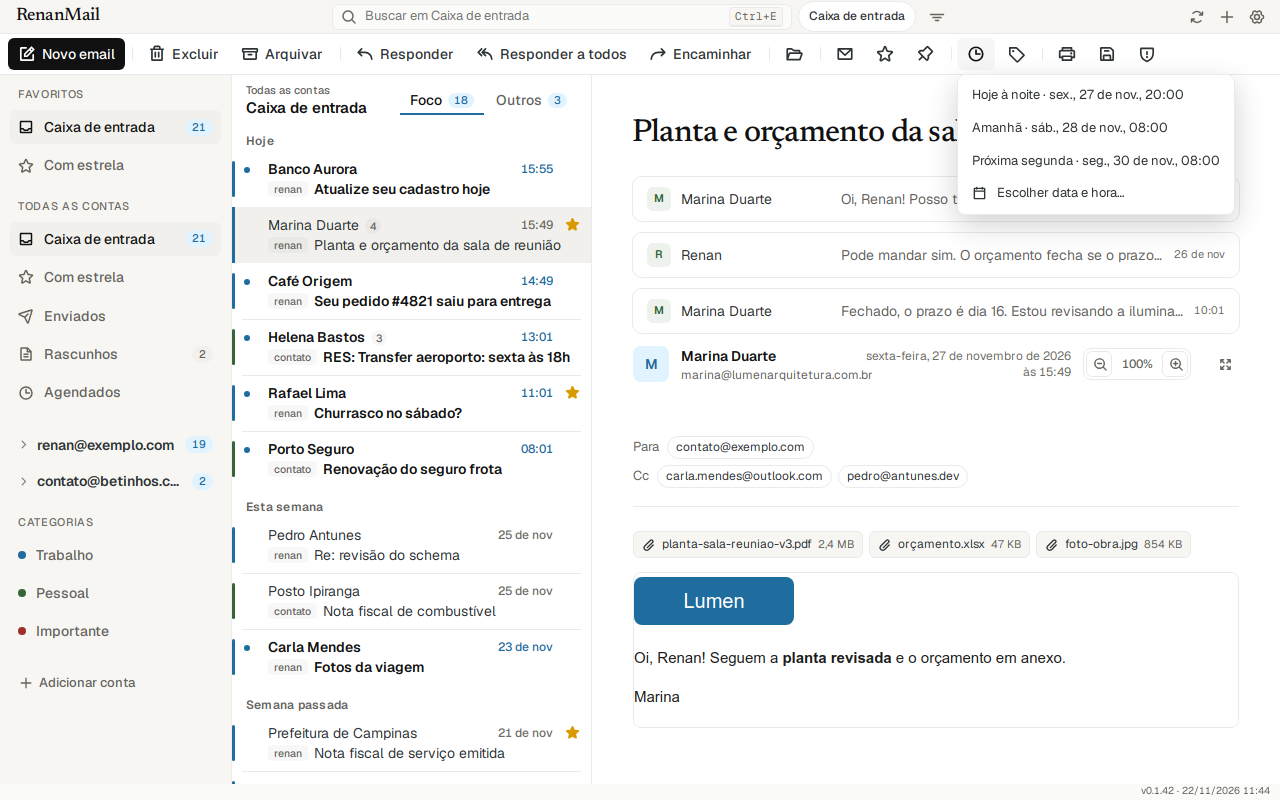 RenanMail
Buscar em Caixa de entrada
Ctrl+E
Caixa de entrada
Novo email
Excluir
Arquivar
Responder
Responder a todos
Encaminhar
FAVORITOS
Caixa de entrada 21
Com estrela
TODAS AS CONTAS
Caixa de entrada 21
Com estrela
Enviados
Rascunhos 2
Agendados
renan@exemplo.com 19
contato@betinhos.c... 2
CATEGORIAS
Trabalho
Pessoal
Importante
Adicionar conta
Todas as contas
Caixa de entrada
Foco 18
Outros 3
Hoje
Banco Aurora 15:55
renan Atualize seu cadastro hoje
Marina Duarte 4 15:49
renan Planta e orçamento da sala de reunião
Café Origem 14:49
renan Seu pedido #4821 saiu para entrega
Helena Bastos 3 13:01
contato RES: Transfer aeroporto: sexta às 18h
Rafael Lima 11:01
renan Churrasco no sábado?
Porto Seguro 08:01
contato Renovação do seguro frota
Esta semana
Pedro Antunes 25 de nov
renan Re: revisão do schema
Posto Ipiranga 25 de nov
contato Nota fiscal de combustível
Carla Mendes 23 de nov
renan Fotos da viagem
Semana passada
Prefeitura de Campinas 21 de nov
renan Nota fiscal de serviço emitida
Hoje à noite · sex., 27 de nov., 20:00
Amanhã · sáb., 28 de nov., 08:00
Próxima segunda · seg., 30 de nov., 08:00
Escolher data e hora...
Planta e orçamento da
M Marina Duarte Oi, Renan! Posso
R Renan Pode mandar sim. O orçamento fecha se o prazo... 26 de nov
M Marina Duarte Fechado, o prazo é dia 16. Estou revisando a ilumina... 10:01
M Marina Duarte
marina@lumenarquitetura.com.br
sexta-feira, 27 de novembro de 2026
às 15:49
100%
Para contato@exemplo.com
Cc carla.mendes@outlook.com pedro@antunes.dev
planta-sala-reuniao-v3.pdf 2,4 MB
orçamento.xlsx 47 KB
foto-obra.jpg 854 KB
Lumen
Oi, Renan! Seguem a planta revisada e o orçamento em anexo.
Marina
v0.1.42 · 22/11/2026 11:44